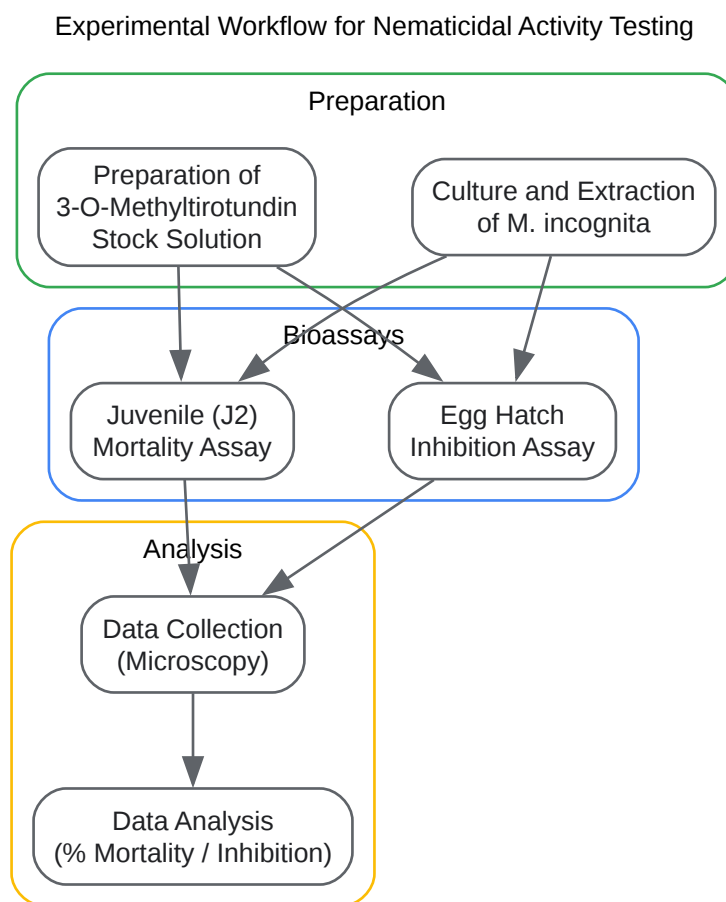 Experimental Workflow for Nematicidal Activity Testing
Preparation
Preparation of
3-O-Methyltirotundin
Stock Solution
Culture and Extraction
of M. incognita
Bioassays
Juvenile (J2)
Mortality Assay
Egg Hatch
Inhibition Assay
Analysis
Data Collection
(Microscopy)
Data Analysis
(% Mortality / Inhibition)